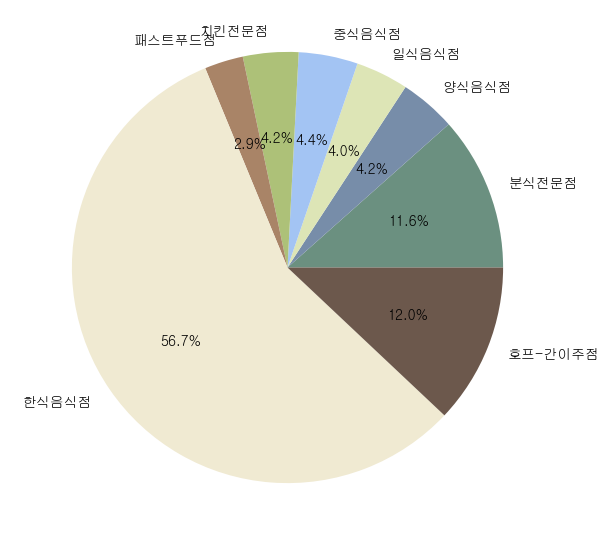 치킨전문점
중식음식점
패스트푸드점
일식음식점
양식음식점
4.2%
4.4%
2.9%
4.0%
4.2%
분식전문점
11.6%
12.0%
56.7%
호프-간이주점
한식음식점